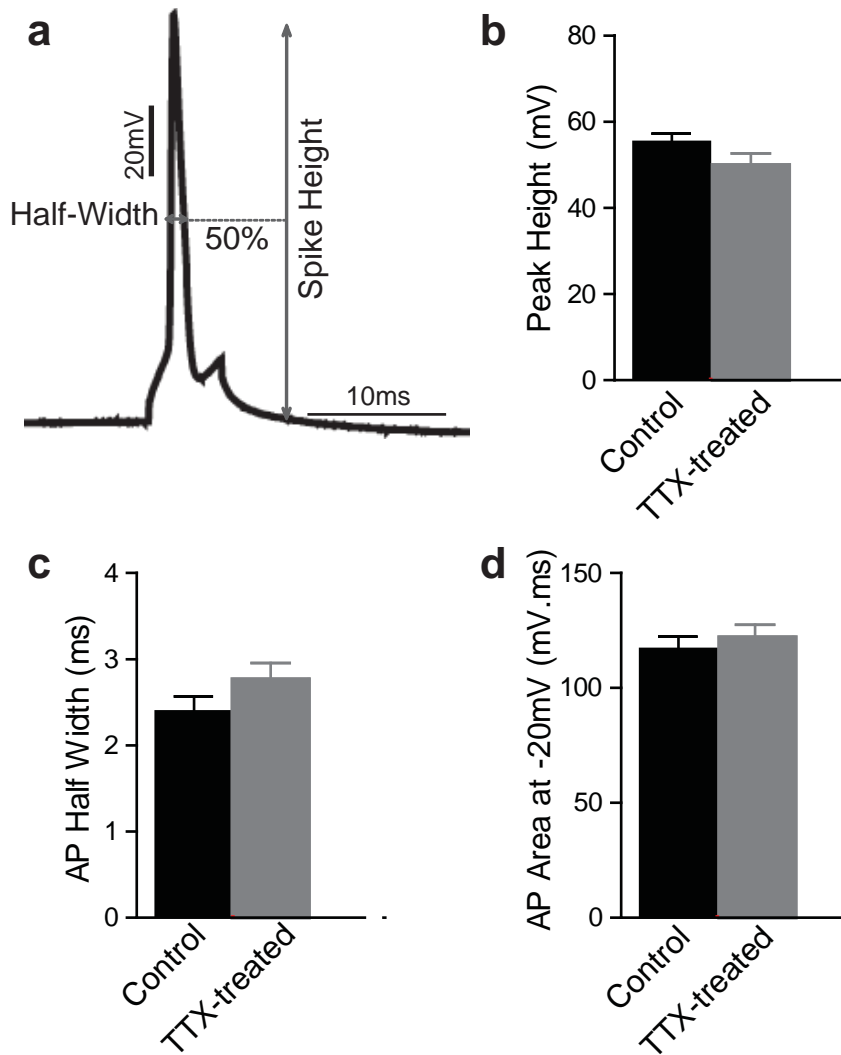 a
20mV
Half-Width
50%
Spike Height
10ms
b
Peak Height (mV)
80
60
40
20
0
Control
TTX-treated
c
AP Half Width (ms)
4
3
2
1
0
Control
TTX-treated
d
AP Area at -20mV (mV.ms)
150
100
50
0
Control
TTX-treated